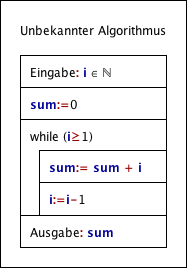 Unbekannter Algorithmus
Eingabe: i ∈ ℕ
sum:=0
while (i≥1)
sum:= sum + i
i:=i-1
Ausgabe: sum